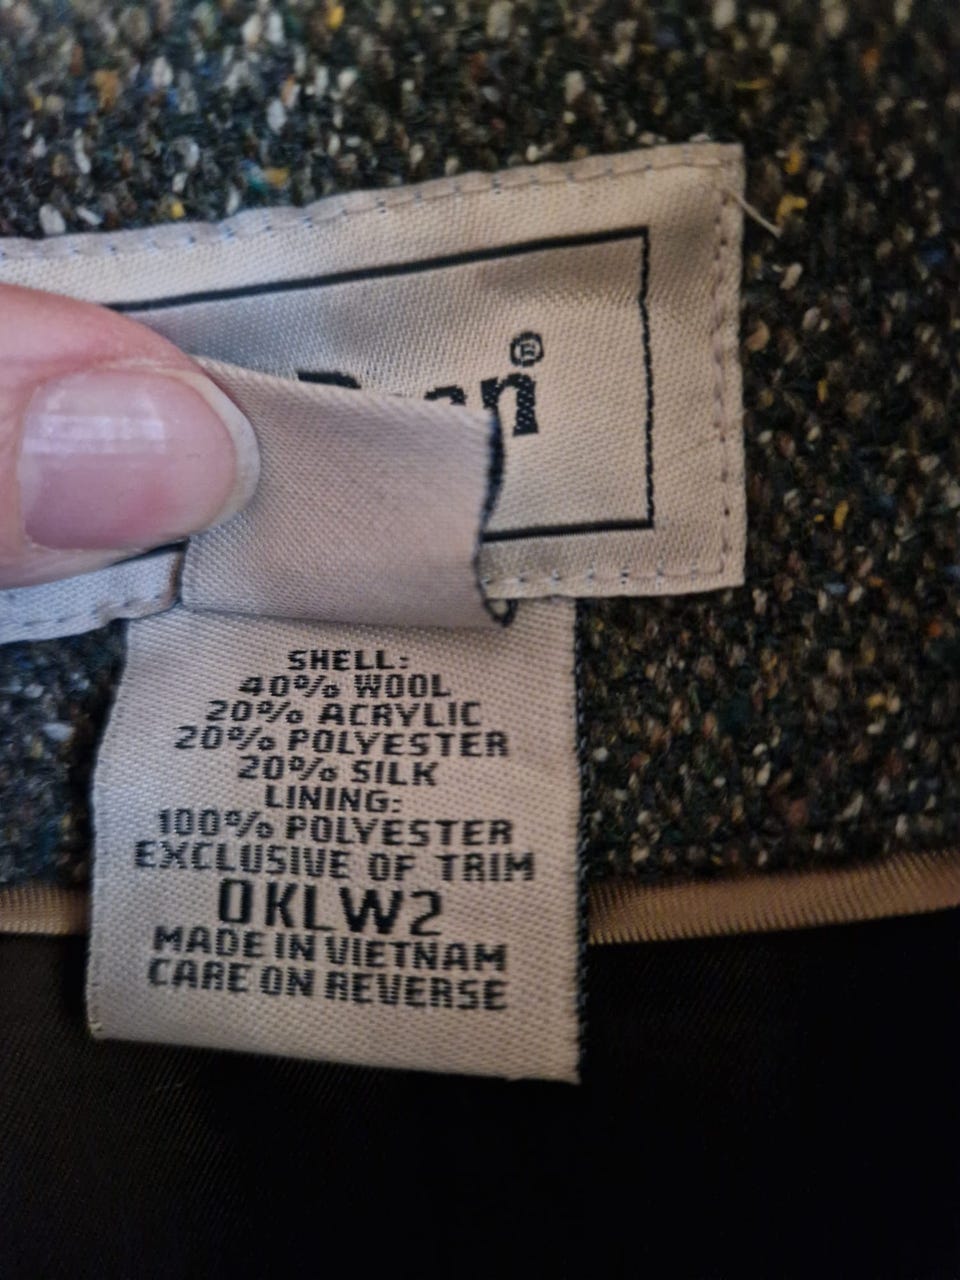 SHELL:
40% WOOL
20% ACRYLIC
20% POLYESTER
20% SILK
LINING:
100% POLYESTER
EXCLUSIVE OF TRIM
0KLW2
MADE IN VIETNAM
CARE ON REVERSE